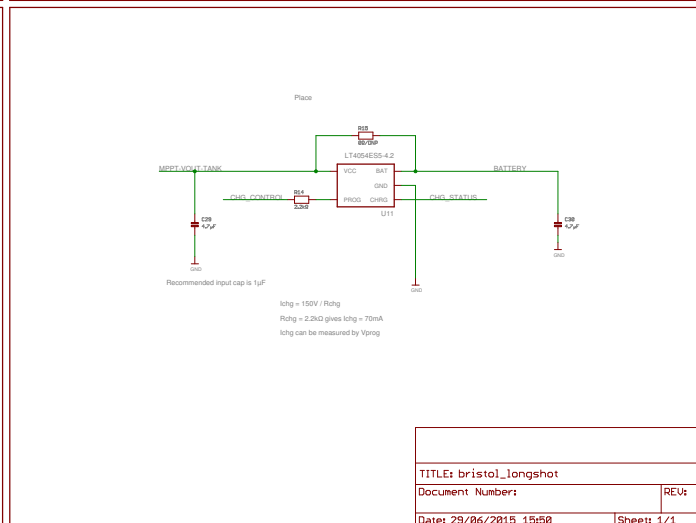 Place
R15
0R/DNP
LT4054ES5-4.2
MPPT-VOUT-TANK
VCC
BAT
BATTERY
GND
CHG_CONTROL
R14
2.2kΩ
PROG
CHRG
CHG_STATUS
U11
C29
4.7µF
C30
4.7µF
GND
GND
GND
Recommended input cap is 1µF
Ichg = 150V / Rchg
Rchg = 2.2kΩ gives Ichg = 70mA
Ichg can be measured by Vprog
TITLE: bristol_longshot
Document Number:
REV:
Date: 29/06/2015 15:50
Sheet: 1/1